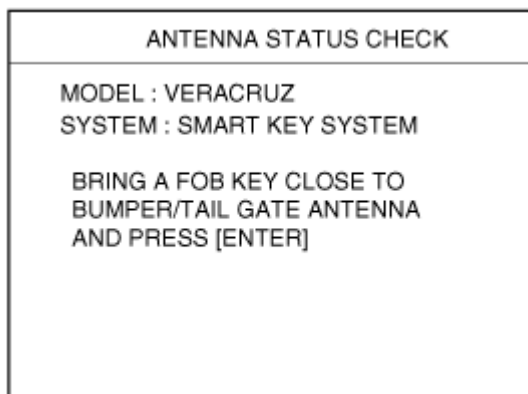 ANTENNA STATUS CHECK
MODEL : VERACRUZ
SYSTEM : SMART KEY SYSTEM
BRING A FOB KEY CLOSE TO
BUMPER/TAIL GATE ANTENNA
AND PRESS [ENTER]